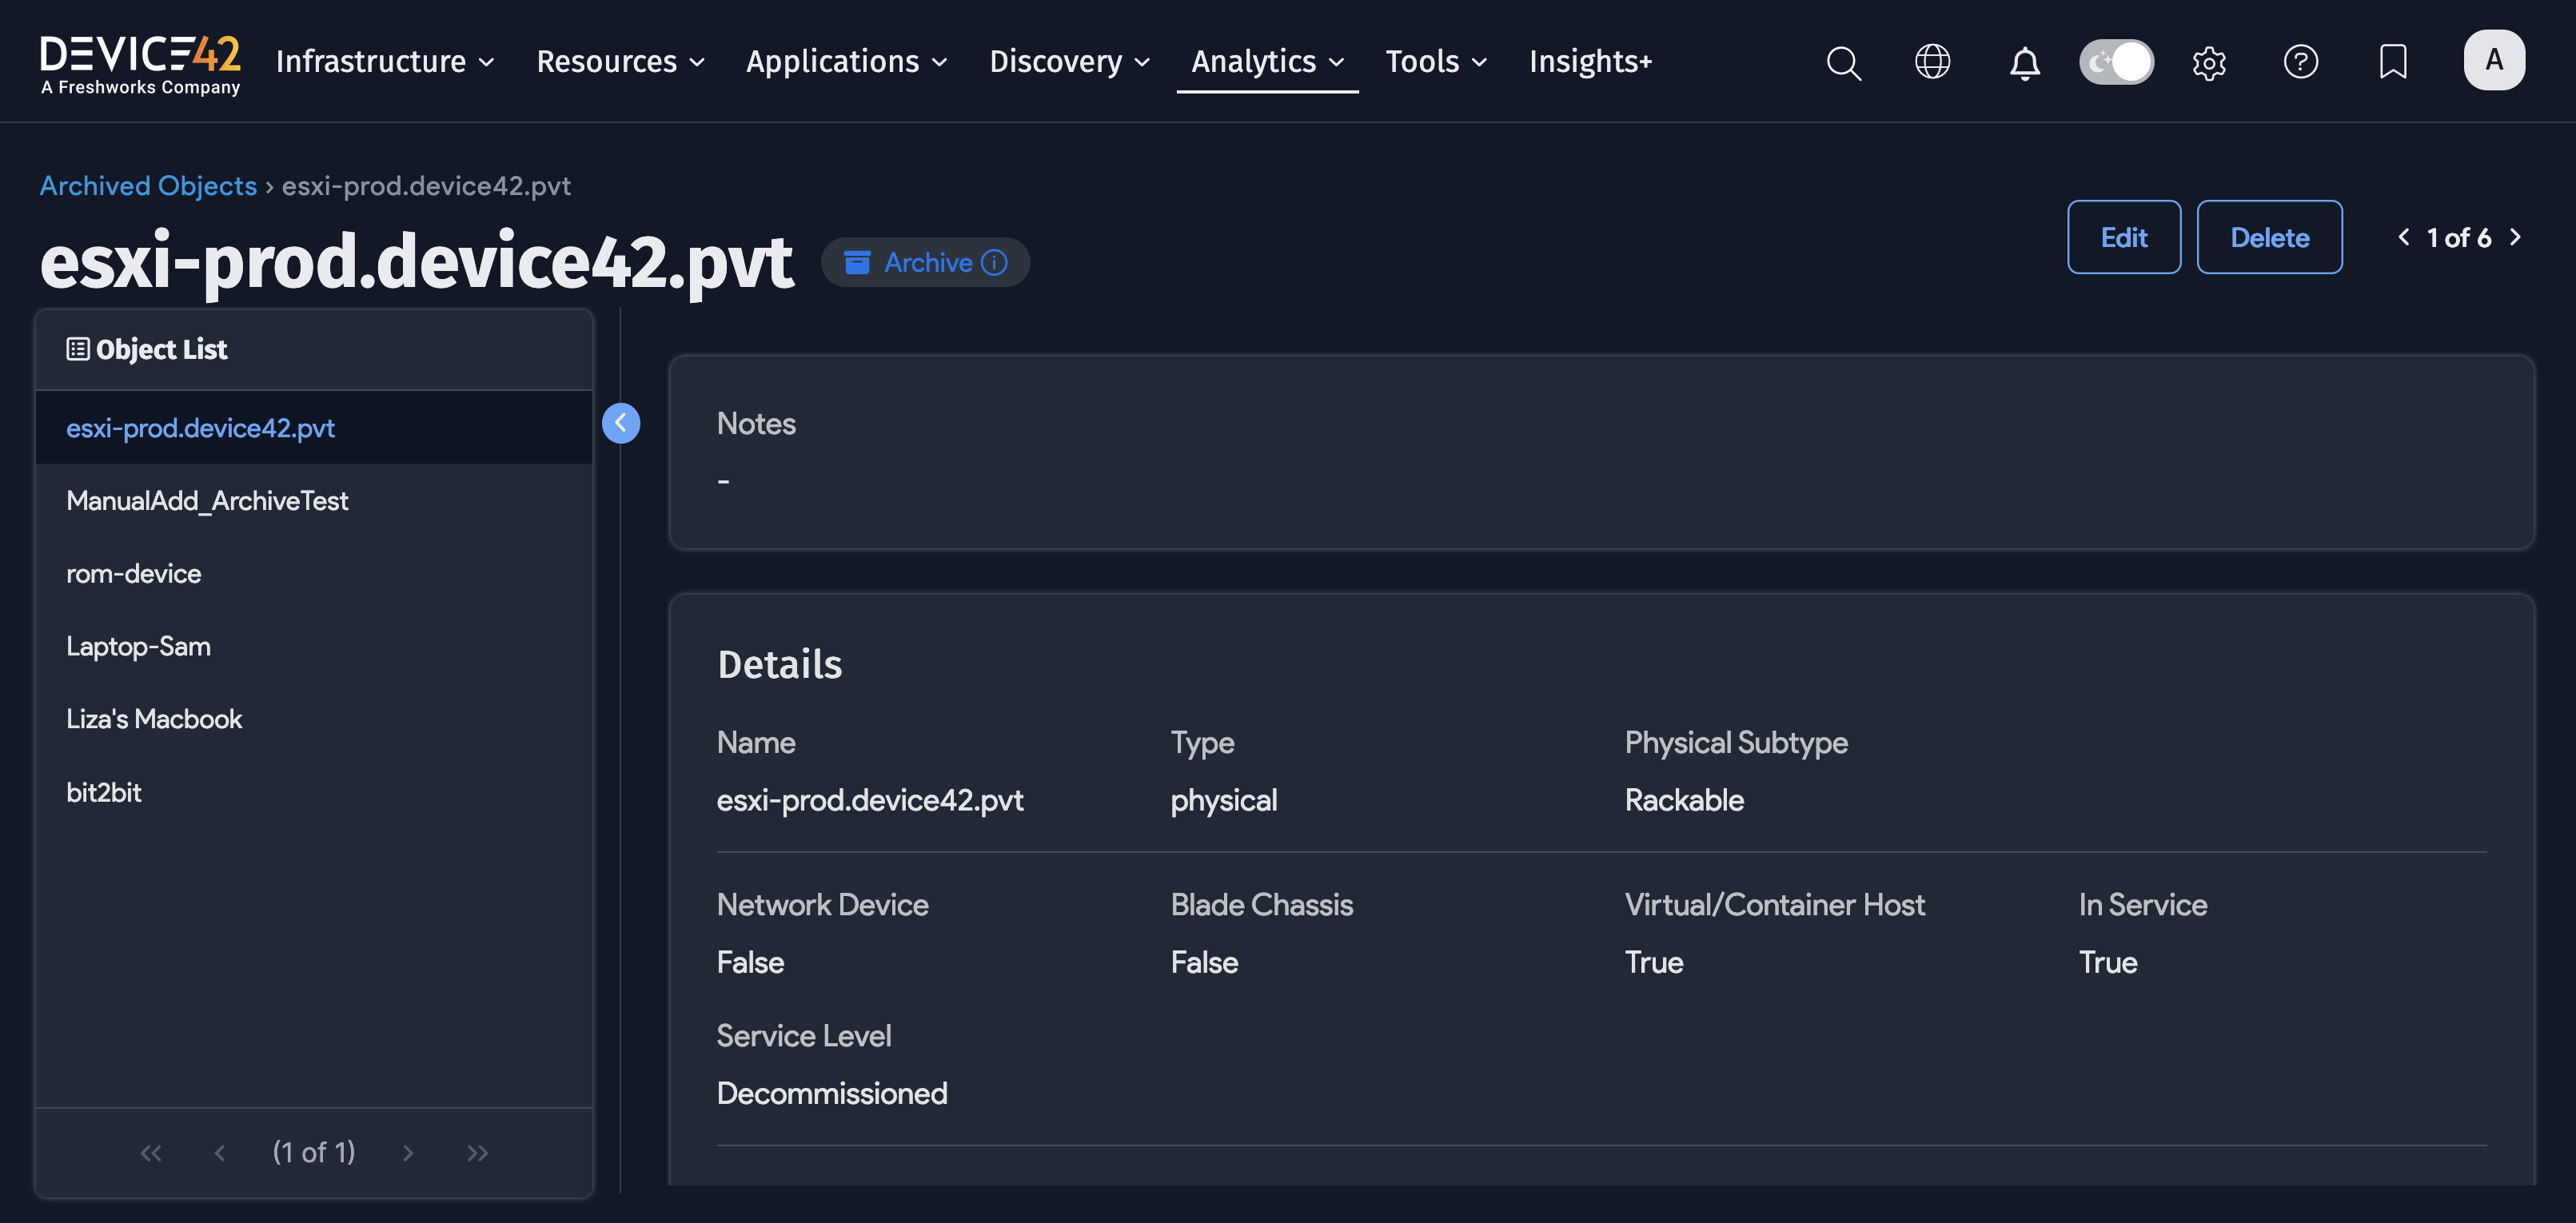 DEVICE42
A Freshworks Company
Infrastructure
Resources
Applications
Discovery
Analytics
Tools
Insights+
A
Archived Objects › esxi-prod.device42.pvt
esxi-prod.device42.pvt
Archive
Edit
Delete
1 of 6
Object List
esxi-prod.device42.pvt
ManualAdd_ArchiveTest
rom-device
Laptop-Sam
Liza's Macbook
bit2bit
(1 of 1)
Notes
-
Details
Name
Type
Physical Subtype
esxi-prod.device42.pvt
physical
Rackable
Network Device
Blade Chassis
Virtual/Container Host
In Service
False
False
True
True
Service Level
Decommissioned